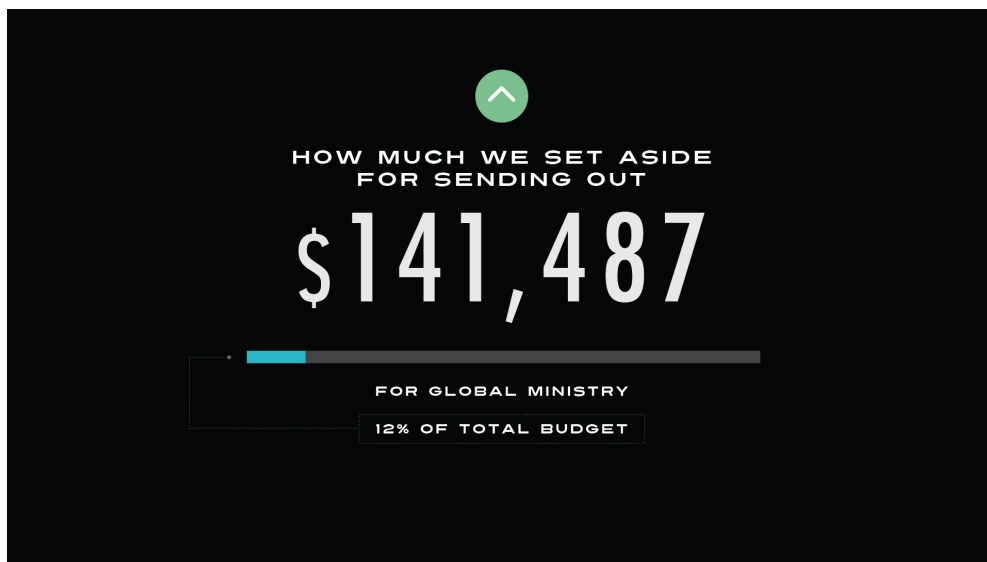 HOW MUCH WE SET ASIDE
FOR SENDING OUT
$141,487
FOR GLOBAL MINISTRY
12% OF TOTAL BUDGET